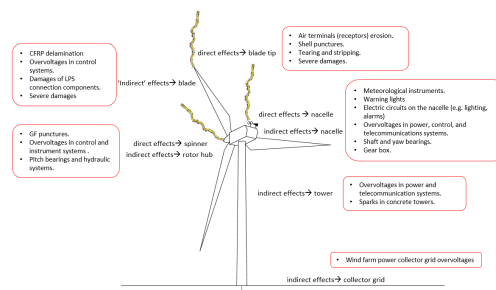 • CFRP delamination
• Overvoltages in control
systems.
• Damages of LPS
connection components.
• Severe damages
direct effects→ blade tip
• Air terminals (receptors) erosion.
• Shell punctures.
• Tearing and stripping.
• Severe damages.
'Indirect' effects→ blade
• Meteorological instruments.
• Warning lights
• Electric circuits on the nacelle (e.g. lighting,
alarms)
• Overvoltages in power, control, and
telecommunications systems.
• Shaft and yaw bearings.
• Gear box.
direct effects→ nacelle
indirect effects→ nacelle
• GF punctures.
• Overvoltages in control and
instrument systems .
• Pitch bearings and hydraulic
systems.
direct effects→ spinner
indirect effects→ rotor hub
indirect effects→ tower
• Overvoltages in power and
telecommunication systems.
• Sparks in concrete towers.
• Wind farm power collector grid overvoltages
indirect effects→ collector grid